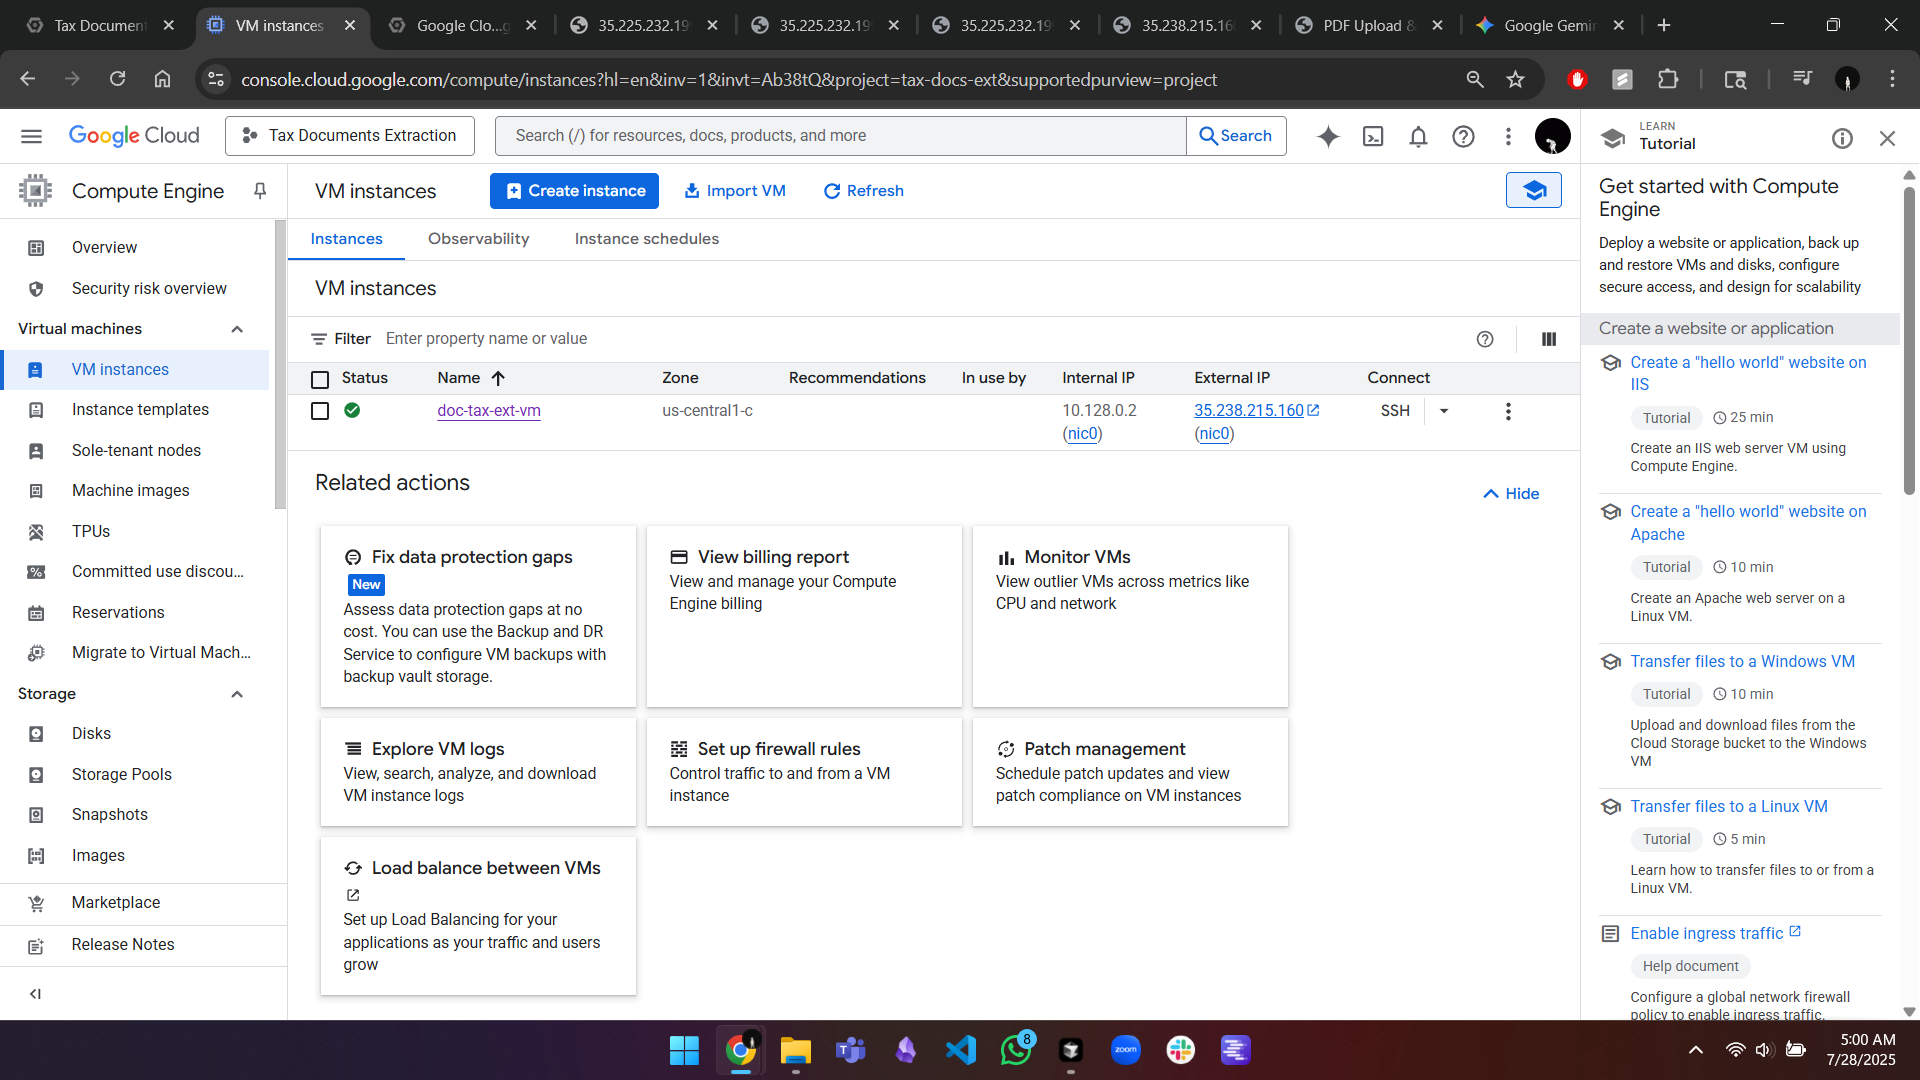 Tax Document
VM instances
Google Clo...g
35.225.232.19
35.225.232.19
35.225.232.19
35.238.215.16
PDF Upload &
Google Gemin
console.cloud.google.com/compute/instances?hl=en&inv=1&invt=Ab38tQ&project=tax-docs-ext&supportedpurview=project
Google Cloud
Tax Documents Extraction
Search (/) for resources, docs, products, and more
Search
LEARN
Tutorial
Compute Engine
VM instances
Create instance
Import VM
Refresh
Overview
Security risk overview
Virtual machines
VM instances
Instance templates
Sole-tenant nodes
Machine images
TPUs
Committed use discou...
Reservations
Migrate to Virtual Mach...
Storage
Disks
Storage Pools
Snapshots
Images
Marketplace
Release Notes
Instances
Observability
Instance schedules
VM instances
Filter Enter property name or value
Status Name Zone Recommendations In use by Internal IP External IP Connect
doc-tax-ext-vm us-central1-c 10.128.0.2 35.238.215.160 SSH
(nic0) (nic0)
Related actions
Hide
Fix data protection gaps
New
Assess data protection gaps at no
cost. You can use the Backup and DR
Service to configure VM backups with
backup vault storage.
View billing report
View and manage your Compute
Engine billing
Monitor VMs
View outlier VMs across metrics like
CPU and network
Explore VM logs
View, search, analyze, and download
VM instance logs
Set up firewall rules
Control traffic to and from a VM
instance
Patch management
Schedule patch updates and view
patch compliance on VM instances
Load balance between VMs
Set up Load Balancing for your
applications as your traffic and users
grow
Get started with Compute
Engine
Deploy a website or application, back up
and restore VMs and disks, configure
secure access, and design for scalability
Create a website or application
Create a "hello world" website on
IIS
Tutorial 25 min
Create an IIS web server VM using
Compute Engine.
Create a "hello world" website on
Apache
Tutorial 10 min
Create an Apache web server on a
Linux VM.
Transfer files to a Windows VM
Tutorial 10 min
Upload and download files from the
Cloud Storage bucket to the Windows
VM
Transfer files to a Linux VM
Tutorial 5 min
Learn how to transfer files to or from a
Linux VM.
Enable ingress traffic
Help document
Configure a global network firewall
policy to enable ingress traffic.
8
zoom
5:00 AM
7/28/2025